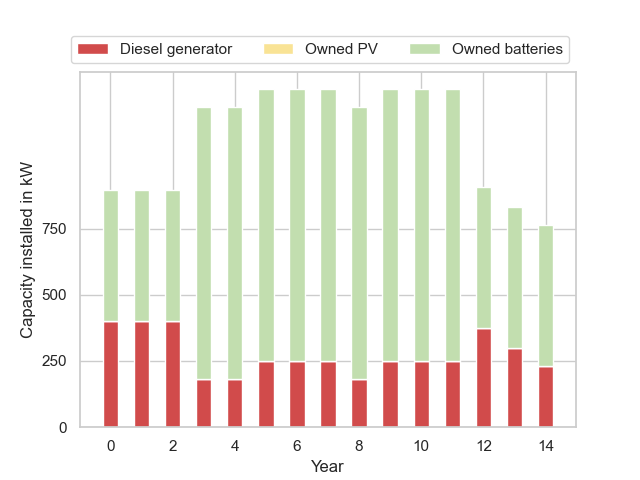 Diesel generator Owned PV Owned batteries
Capacity installed in kW
750
500
250
0
0 2 4 6 8 10 12 14
Year